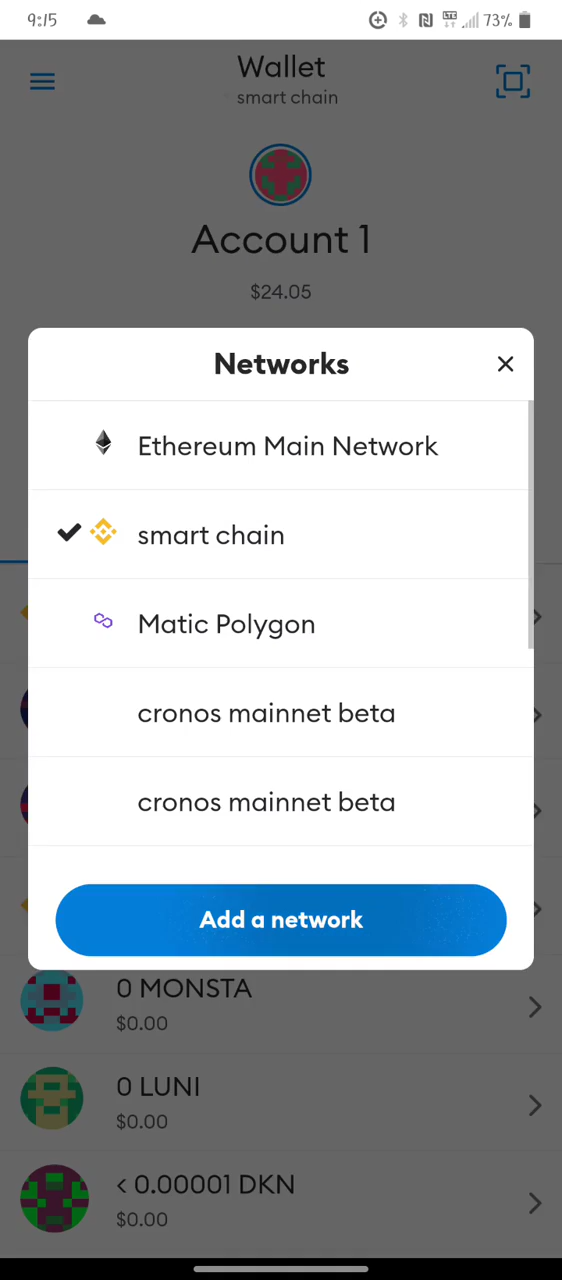 9:15
LTE
73%
Wallet
smart chain
Account 1
$24.05
Networks
Ethereum Main Network
smart chain
Matic Polygon
cronos mainnet beta
cronos mainnet beta
Add a network
0 MONSTA
$0.00
0 LUNI
$0.00
< 0.00001 DKN
$0.00